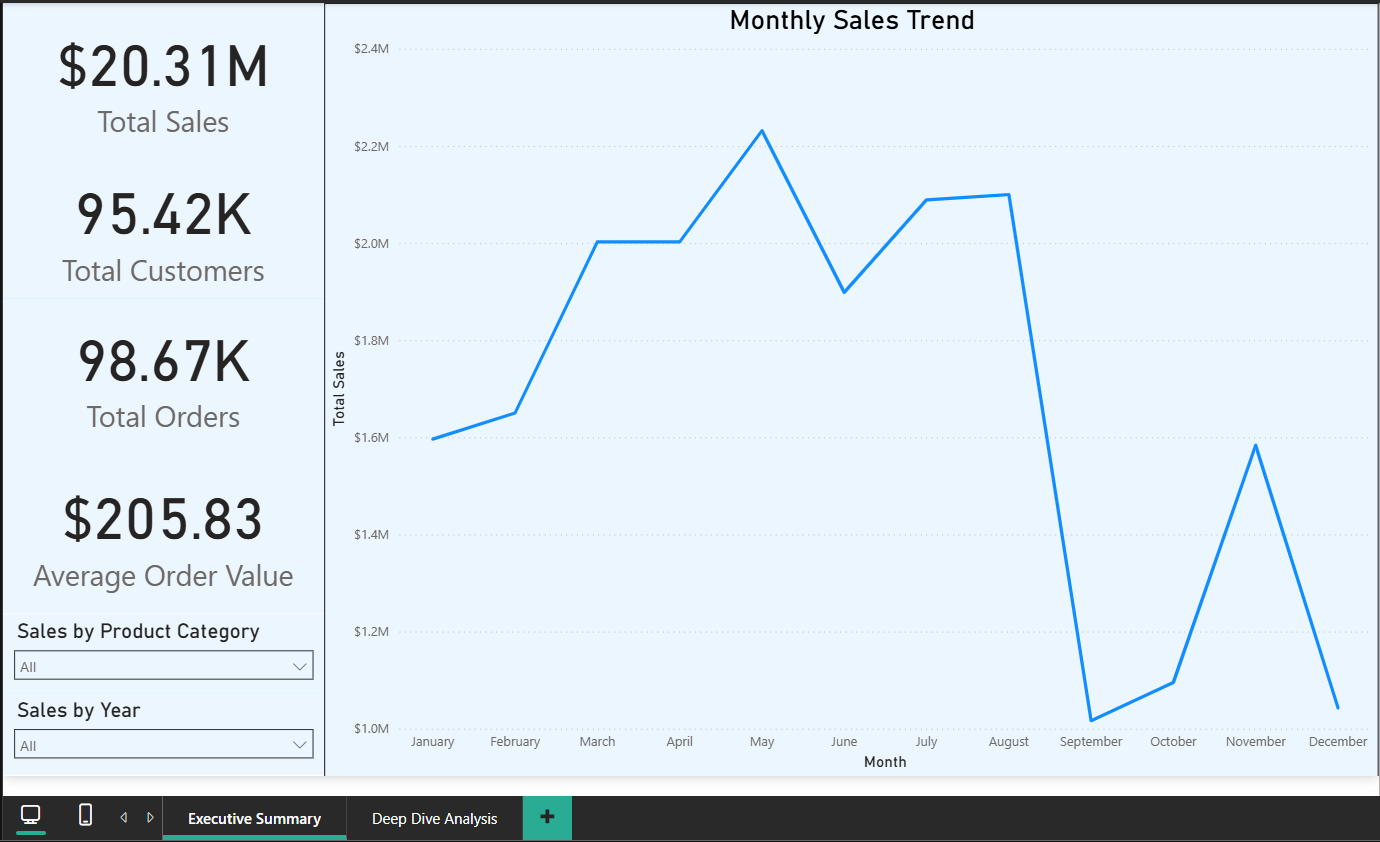 $20.31M
Total Sales
95.42K
Total Customers
98.67K
Total Orders
$205.83
Average Order Value
Sales by Product Category
All
Sales by Year
All
Monthly Sales Trend
Total Sales
$2.4M
$2.2M
$2.0M
$1.8M
$1.6M
$1.4M
$1.2M
$1.0M
January February March April May June July August September October November December
Month
Executive Summary Deep Dive Analysis +